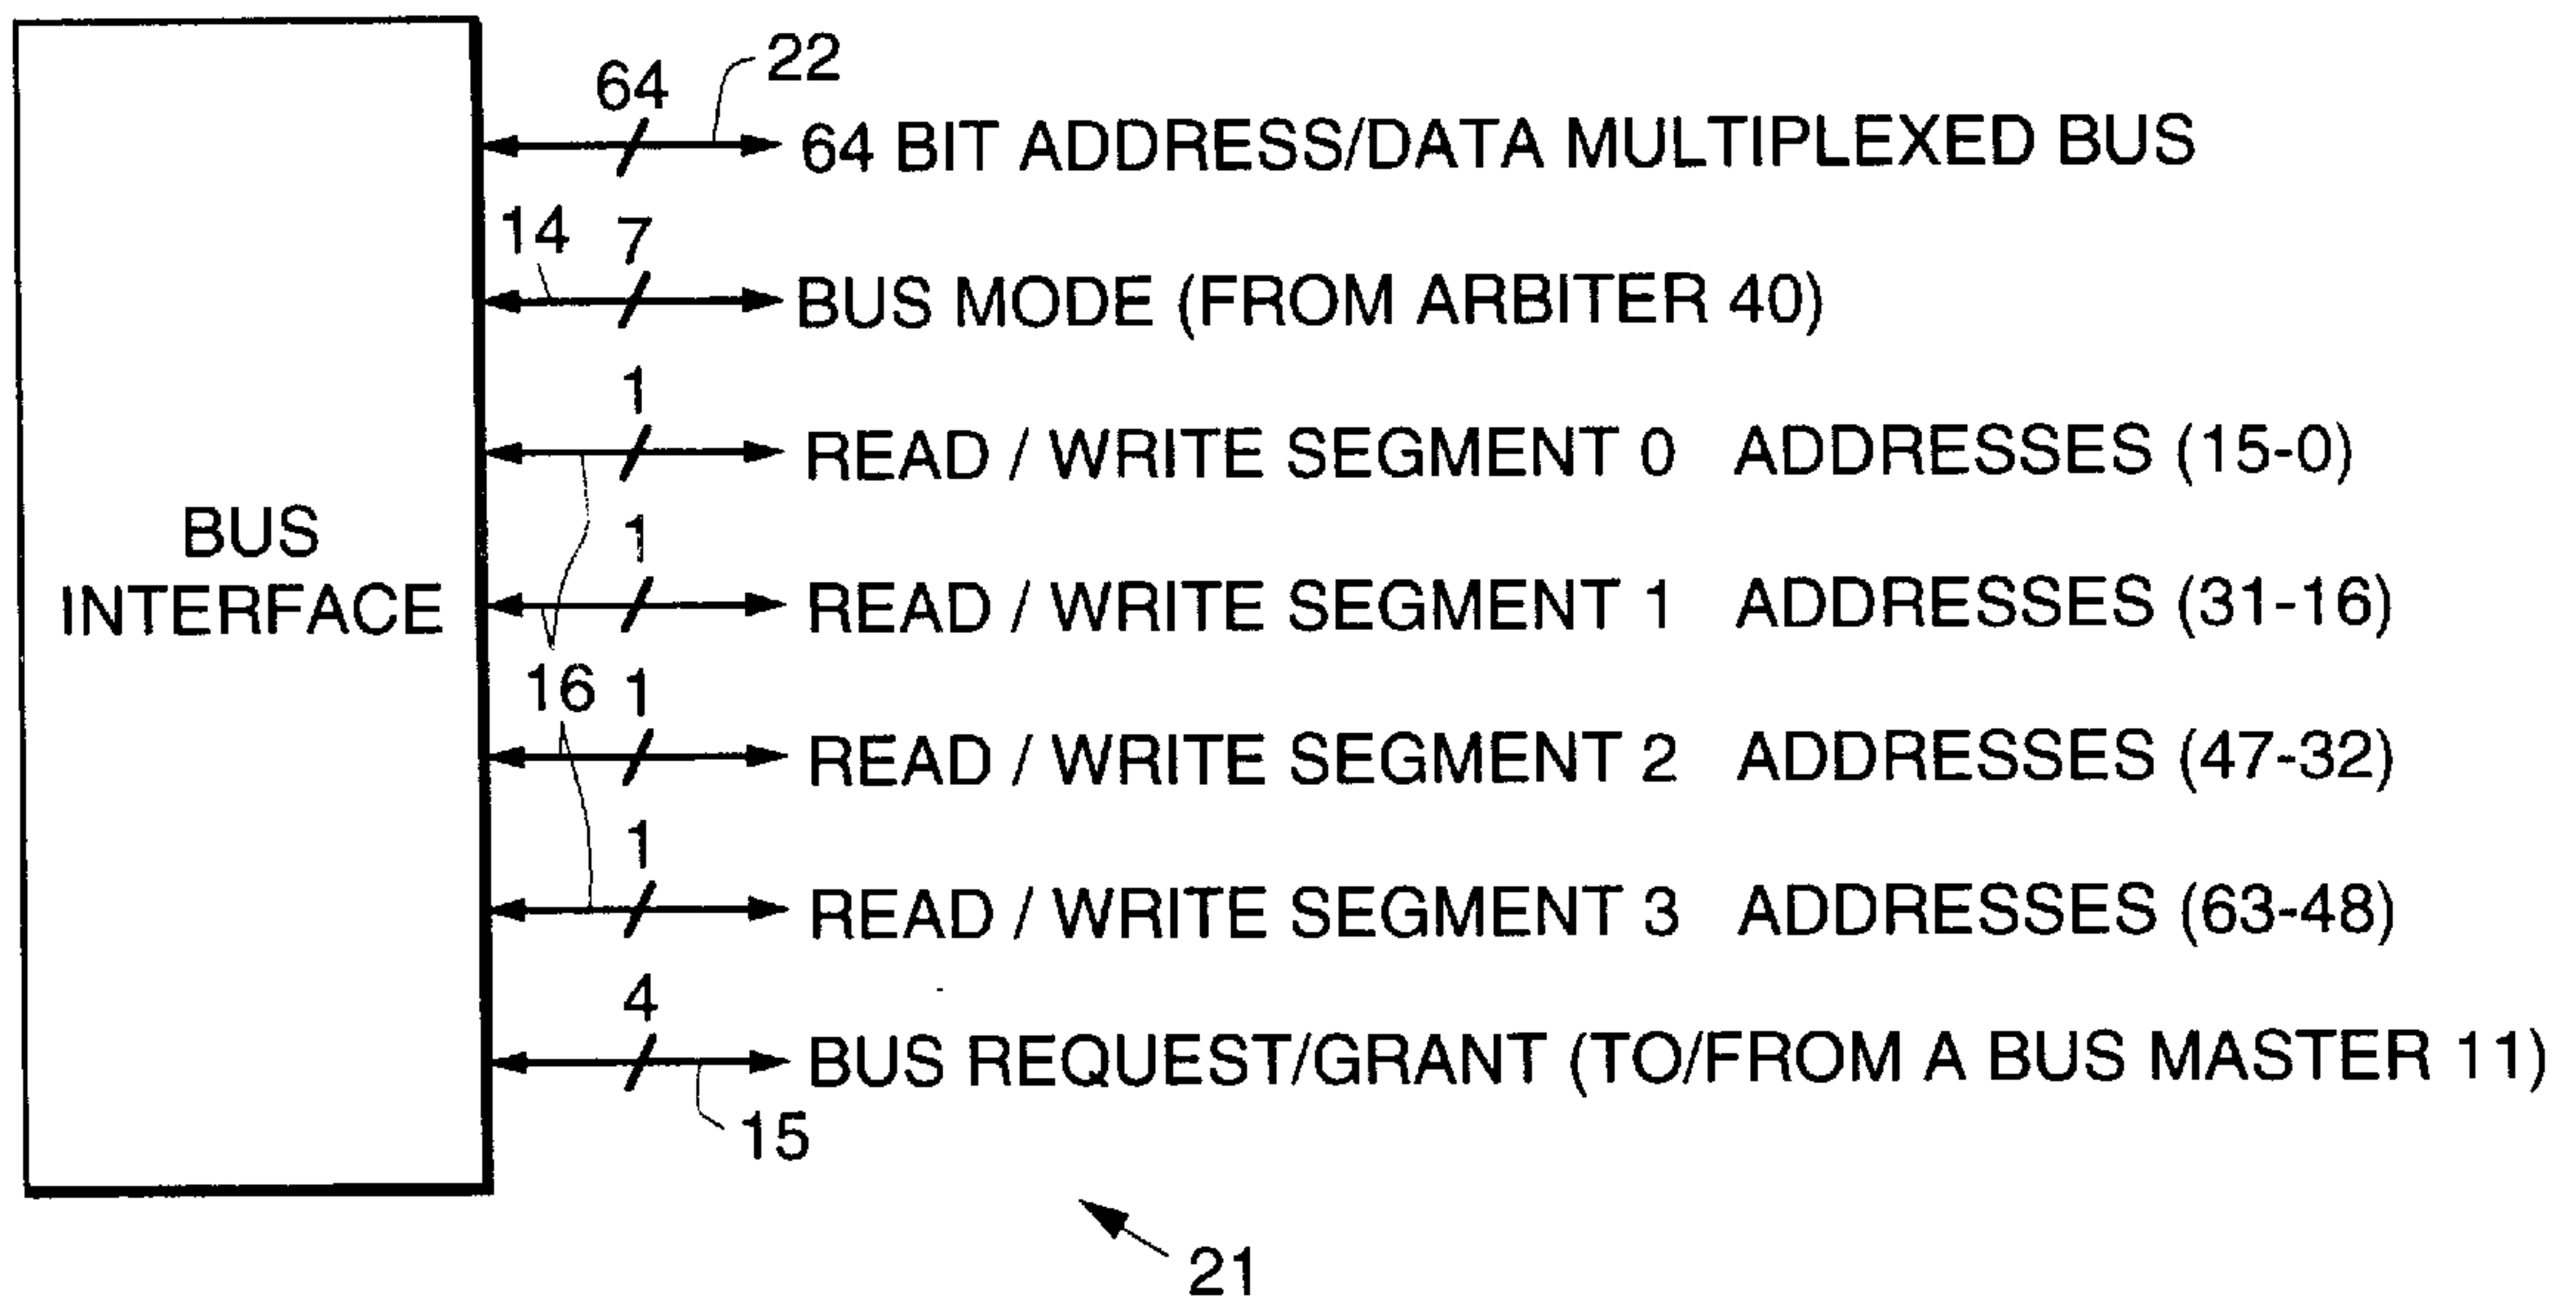 22
64
64 BIT ADDRESS/DATA MULTIPLEXED BUS
14 7
BUS MODE (FROM ARBITER 40)
1
READ / WRITE SEGMENT 0 ADDRESSES (15-0)
BUS
INTERFACE
1
READ / WRITE SEGMENT 1 ADDRESSES (31-16)
16 1
READ / WRITE SEGMENT 2 ADDRESSES (47-32)
1
READ / WRITE SEGMENT 3 ADDRESSES (63-48)
4
BUS REQUEST/GRANT (TO/FROM A BUS MASTER 11)
15
21